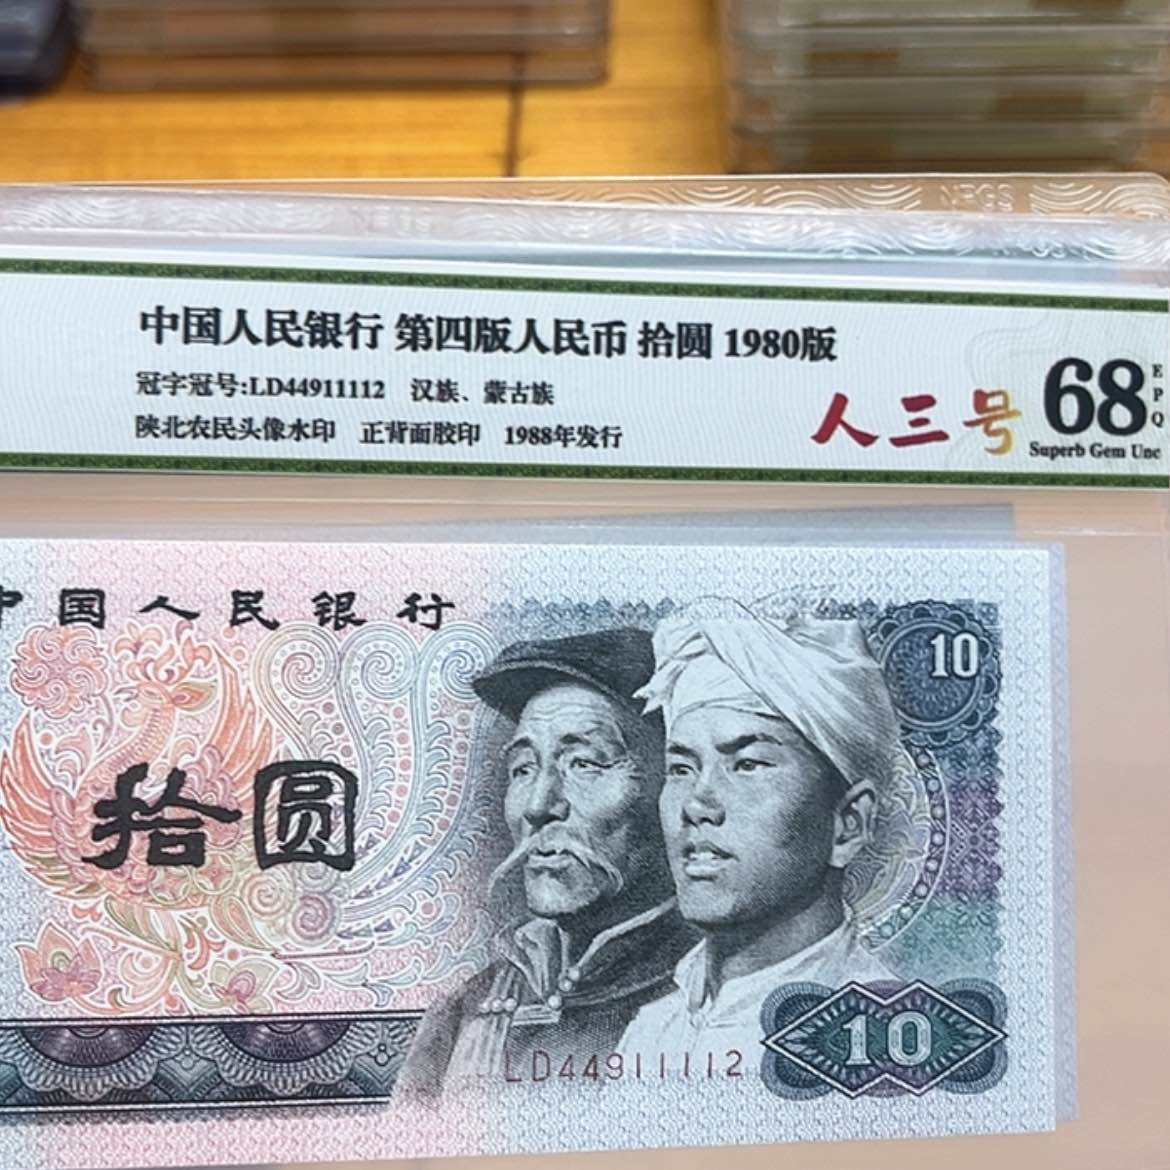 NPGS
中国人民银行 第四版人民币 拾圆 1980版
冠字冠号:LD44911112 汉族、蒙古族
陕北农民头像水印 正背面胶印 1988年发行
人三号
68 EPQ
Superb Gem Unc
中国人民银行
10
拾圆
10
LD44911112